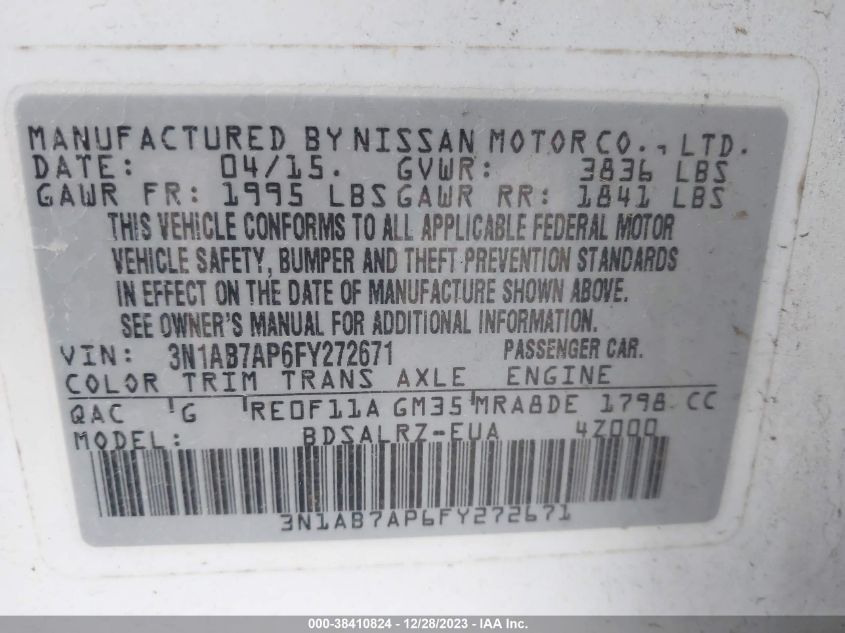 MANUFACTURED BY NISSAN MOTOR CO., LTD.
DATE: 04/15. GVWR: 3836 LBS
GAWR FR: 1995 LBS GAWR RR: 1841 LBS
THIS VEHICLE CONFORMS TO ALL APPLICABLE FEDERAL MOTOR
VEHICLE SAFETY, BUMPER AND THEFT PREVENTION STANDARDS
IN EFFECT ON THE DATE OF MANUFACTURE SHOWN ABOVE.
SEE OWNER'S MANUAL FOR ADDITIONAL INFORMATION.
VIN: 3N1AB7AP6FY272671 PASSENGER CAR.
COLOR TRIM TRANS AXLE ENGINE
QAC G RE0F11A GM35 MRA8DE 1798 CC
MODEL: BDSALRZ-EUA 4Z000
3N1AB7AP6FY272671
000-38410824 - 12/28/2023 - IAA Inc.